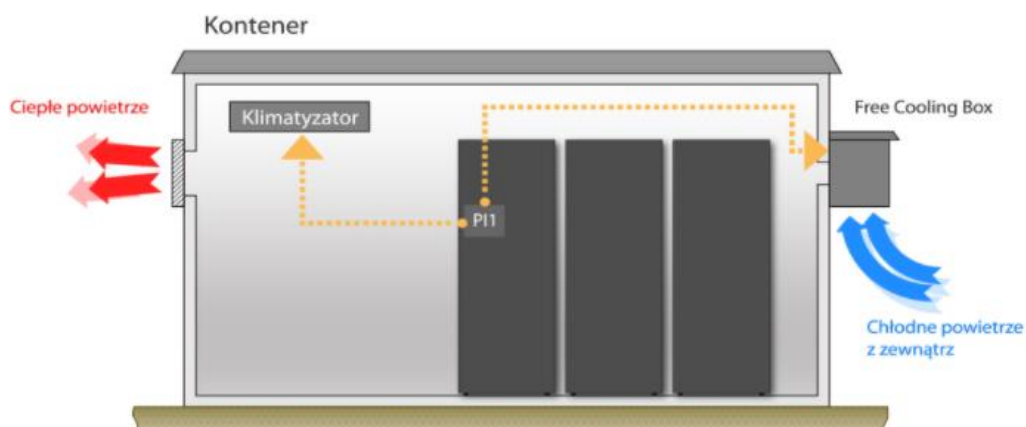 Kontener
Ciepłe powietrze
Klimatyzator
Free Cooling Box
PI1
Chłodne powietrze
z zewnątrz